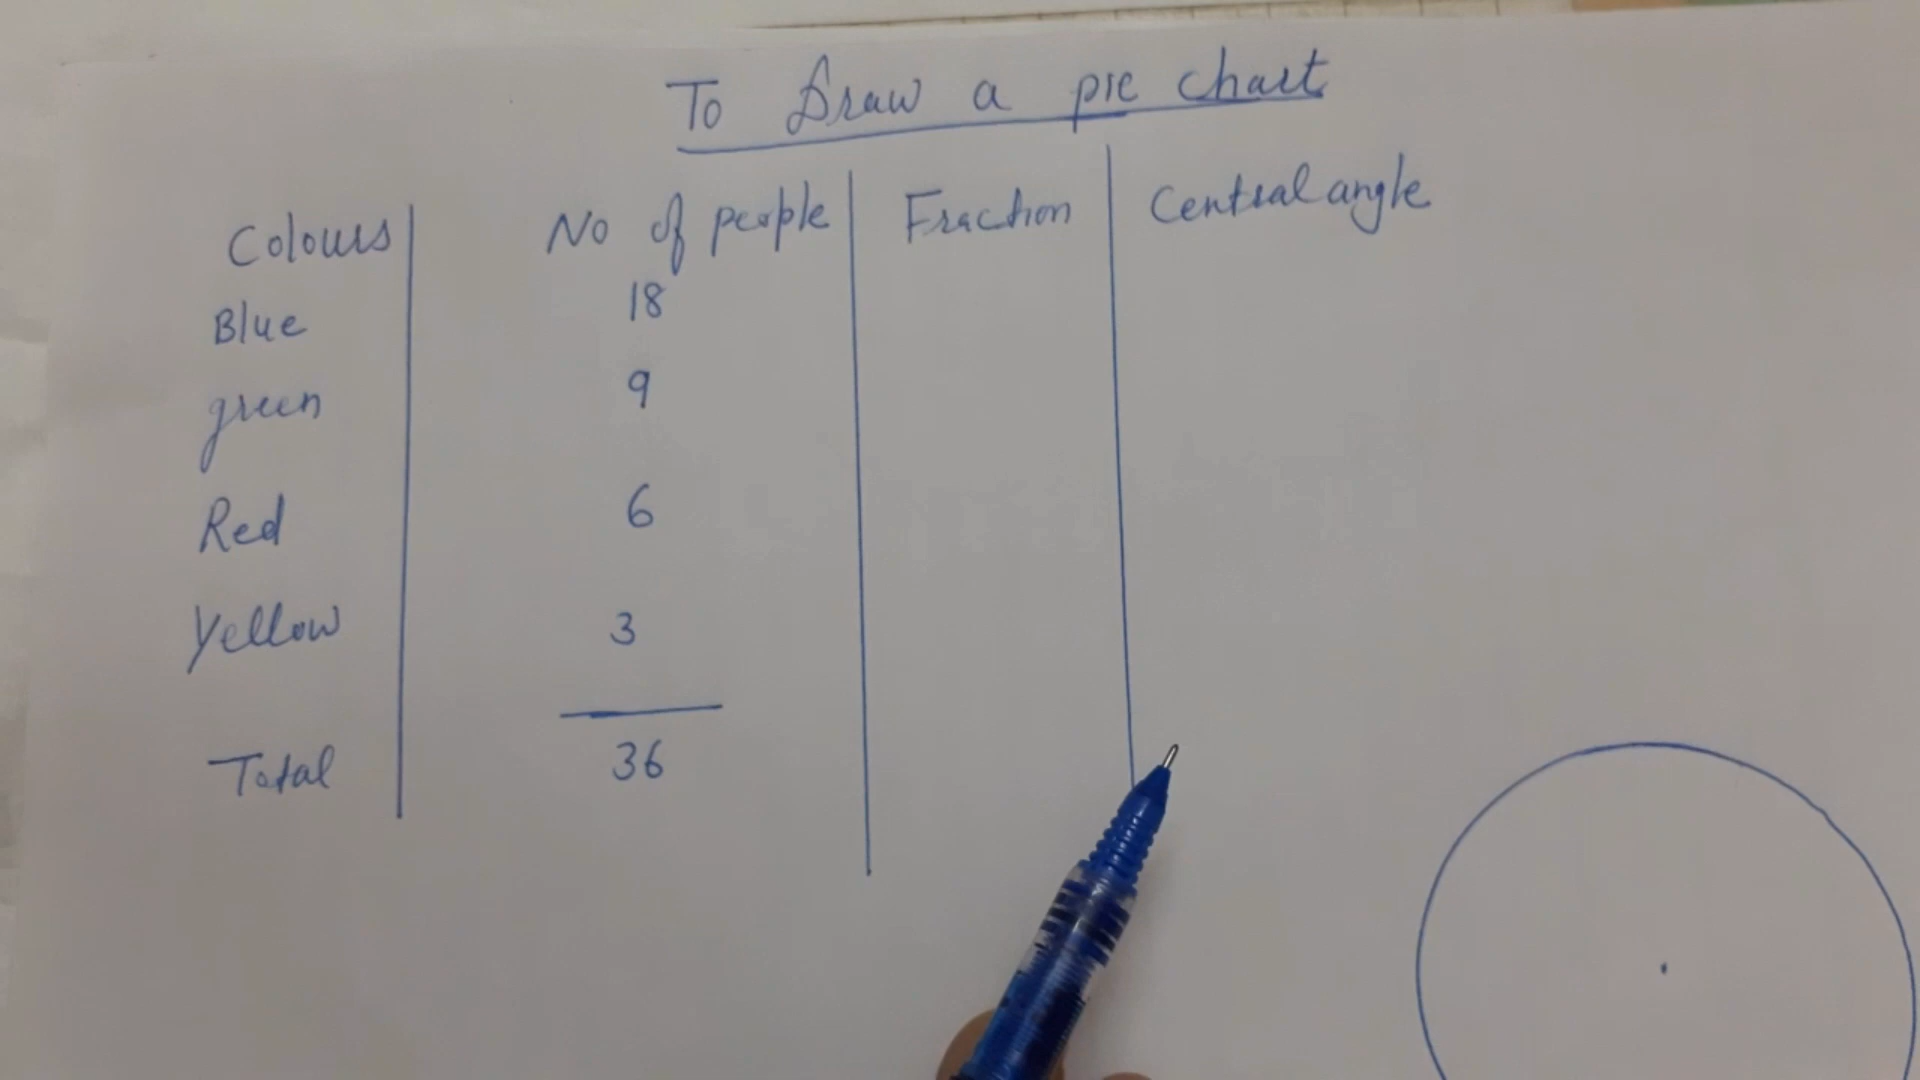 To Draw a pie chart
Colours No of people Fraction Central angle
Blue 18
green 9
Red 6
Yellow 3
Total 36